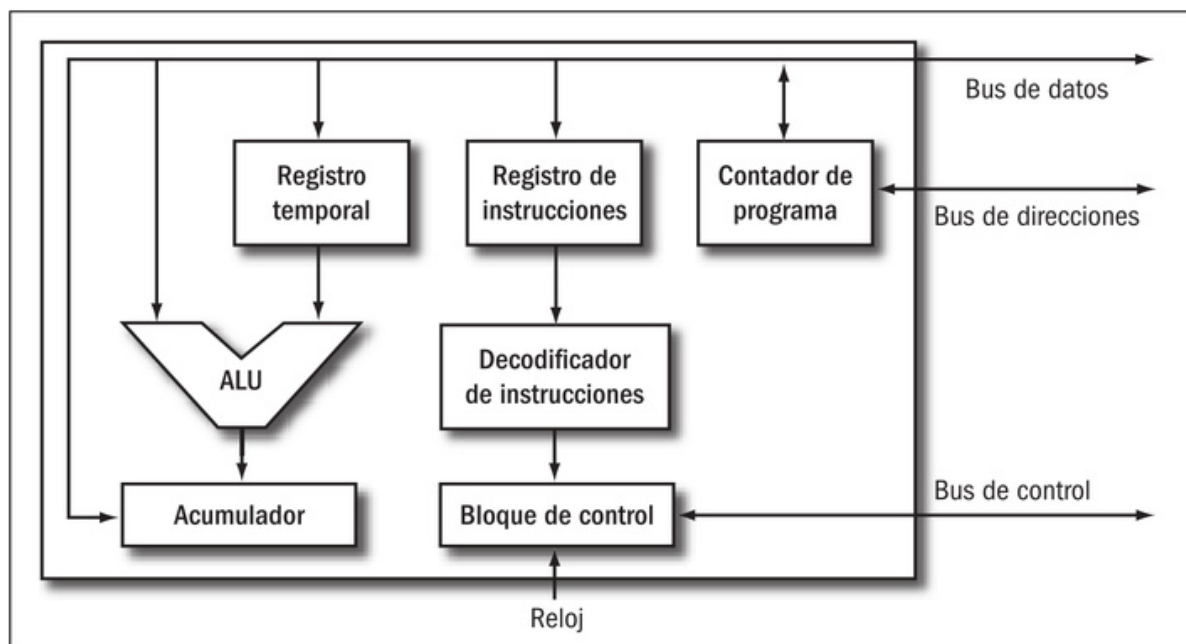 Bus de datos
Registro
temporal
Registro de
instrucciones
Contador de
programa
Bus de direcciones
ALU
Decodificador
de instrucciones
Acumulador
Bloque de control
Bus de control
Reloj